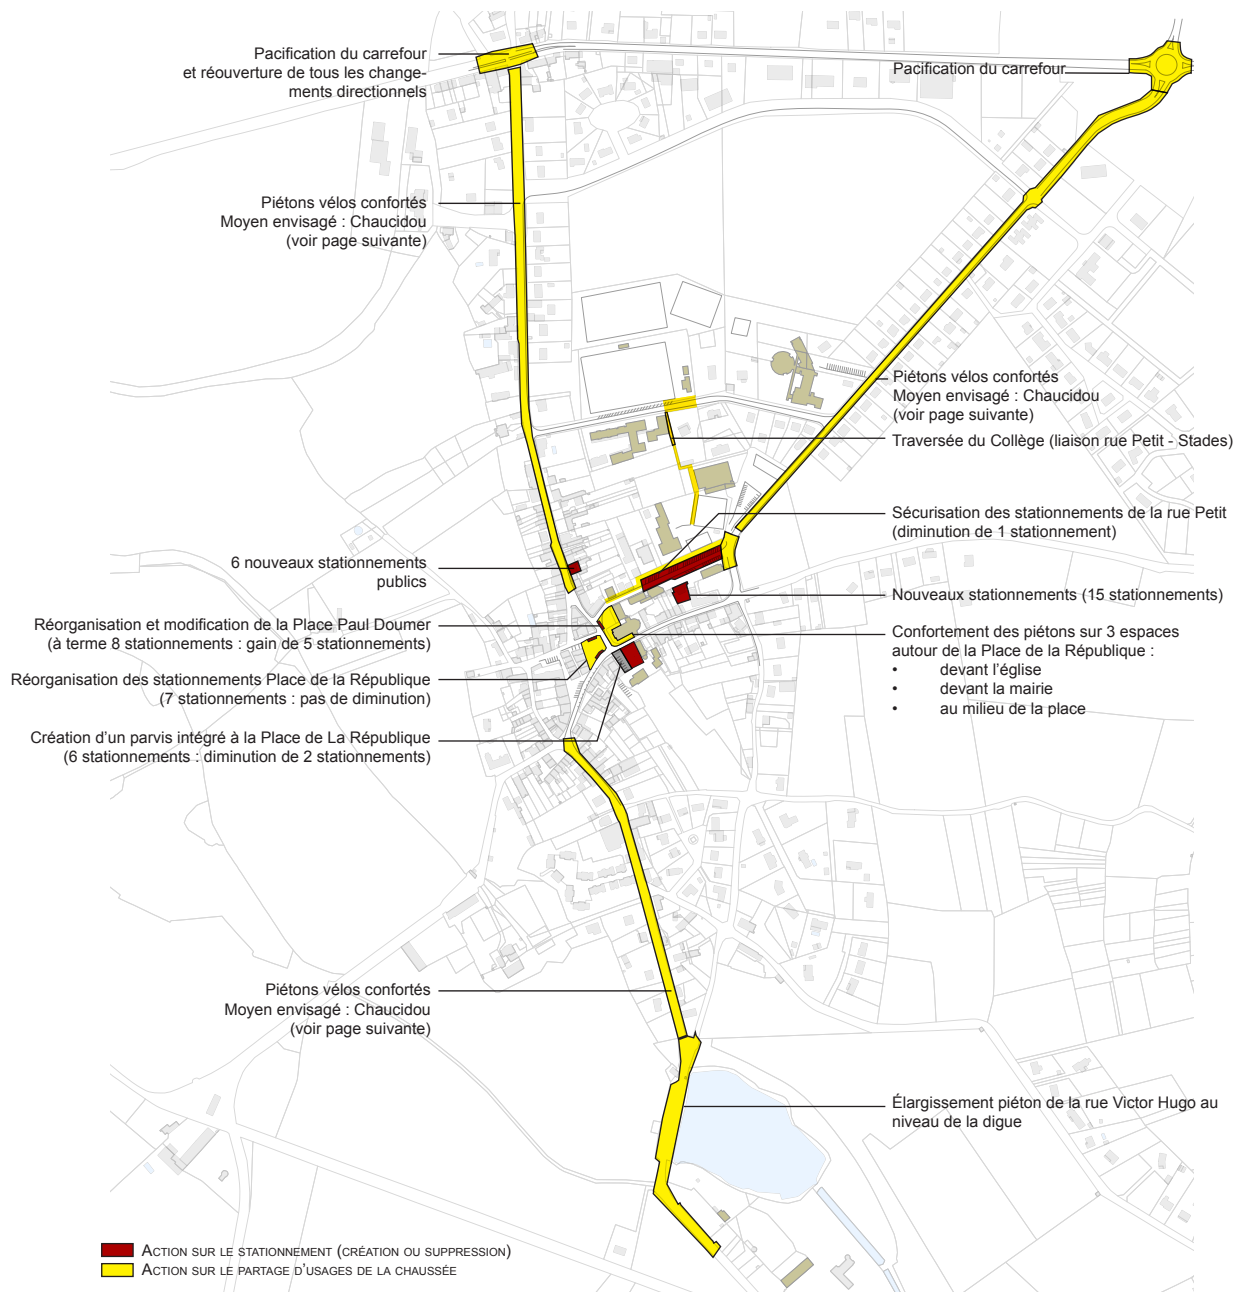 Pacification du carrefour
et réouverture de tous les change-
ments directionnels
Pacification du carrefour
Piétons vélos confortés
Moyen envisagé : Chaucidou
(voir page suivante)
Piétons vélos confortés
Moyen envisagé : Chaucidou
(voir page suivante)
Traversée du Collège (liaison rue Petit - Stades)
Sécurisation des stationnements de la rue Petit
(diminution de 1 stationnement)
6 nouveaux stationnements
publics
Nouveaux stationnements (15 stationnements)
Réorganisation et modification de la Place Paul Doumer
(à terme 8 stationnements : gain de 5 stationnements)
Confortement des piétons sur 3 espaces
autour de la Place de la République :
• devant l'église
• devant la mairie
• au milieu de la place
Réorganisation des stationnements Place de la République
(7 stationnements : pas de diminution)
Création d'un parvis intégré à la Place de La République
(6 stationnements : diminution de 2 stationnements)
Piétons vélos confortés
Moyen envisagé : Chaucidou
(voir page suivante)
Élargissement piéton de la rue Victor Hugo au
niveau de la digue
Action sur le stationnement (création ou suppression)
Action sur le partage d'usages de la chaussée